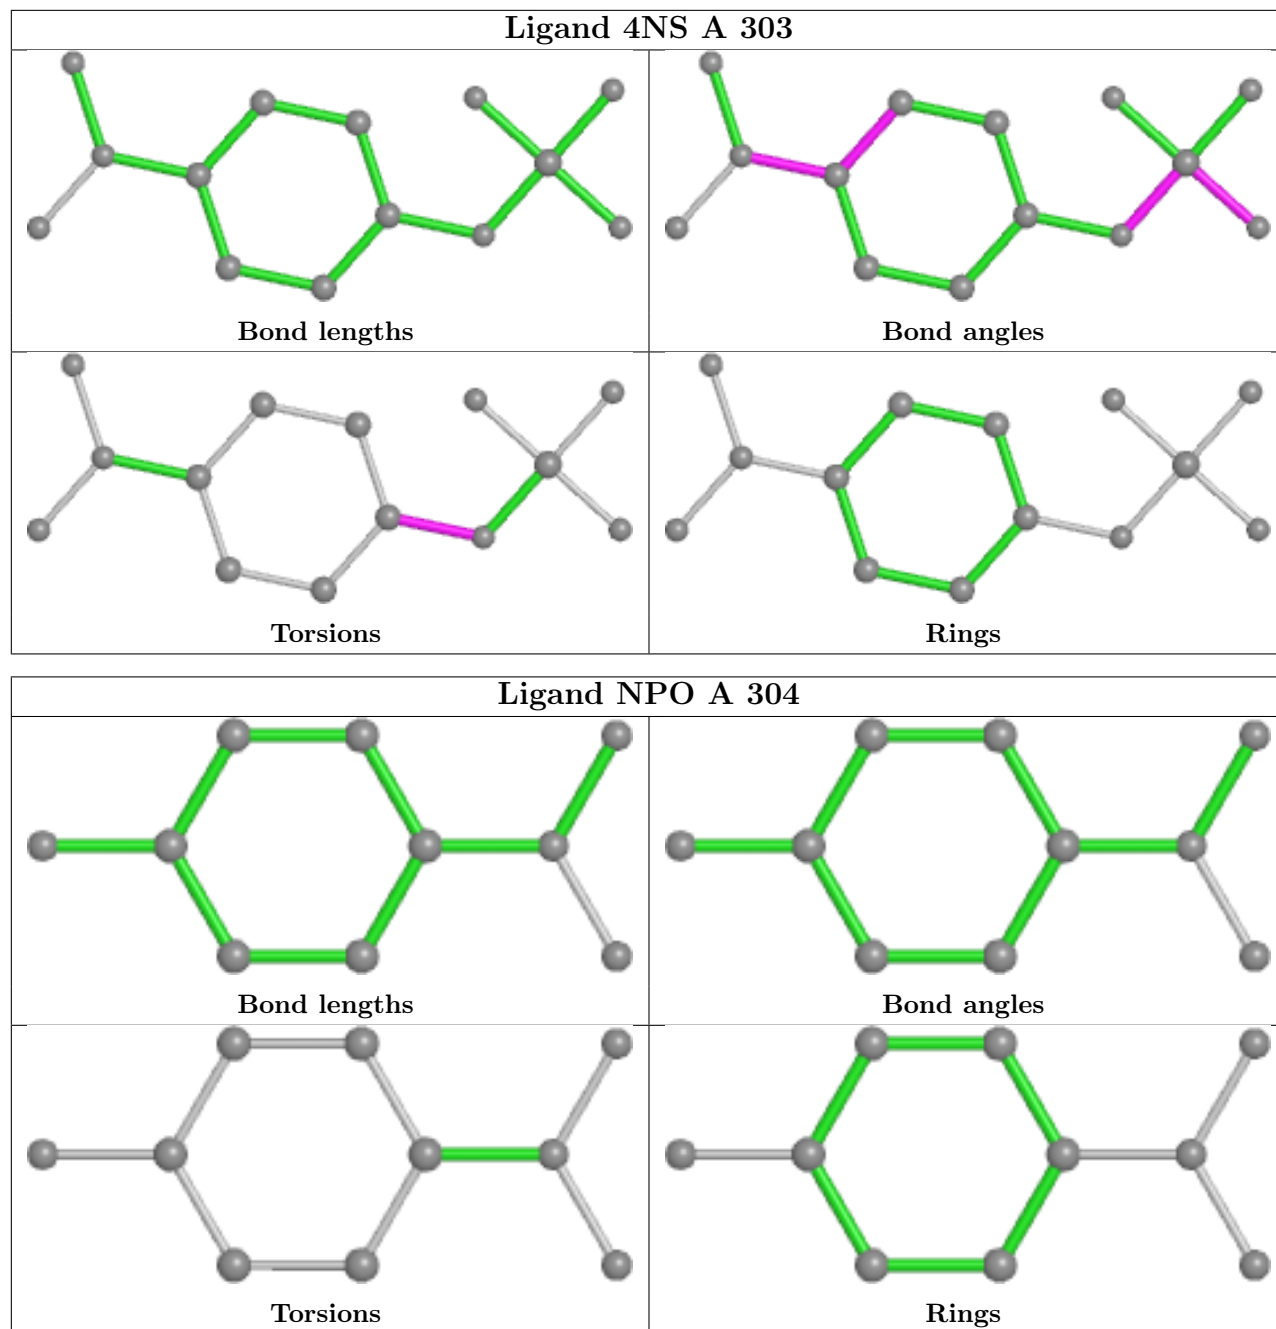 Ligand 4NS A 303
Bond lengths
Bond angles
Torsions
Rings
Ligand NPO A 304
Bond lengths
Bond angles
Torsions
Rings